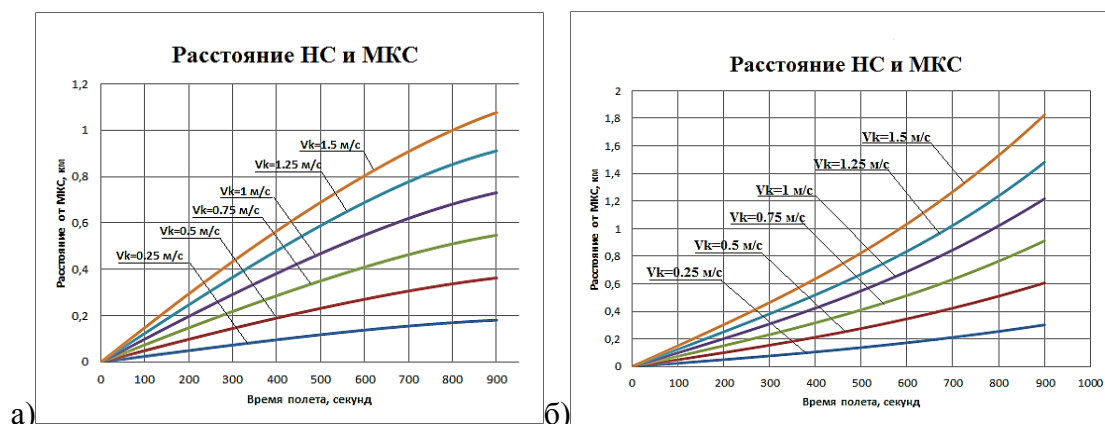 Расстояние НС и МКС
1,2
1
0,8
0,6
0,4
0,2
0
Расстояние от МКС, км
Vk=1.5 м/с
Vk=1.25 м/с
Vk=1 м/с
Vk=0.75 м/с
Vk=0.5 м/с
Vk=0.25 м/с
0 100 200 300 400 500 600 700 800 900
Время полета, секунд
а)
Расстояние НС и МКС
2
1,8
1,6
1,4
1,2
1
0,8
0,6
0,4
0,2
0
Расстояние от МКС, км
Vk=1.5 м/с
Vk=1.25 м/с
Vk=1 м/с
Vk=0.75 м/с
Vk=0.5 м/с
Vk=0.25 м/с
0 100 200 300 400 500 600 700 800 900 1000
Время полета, секунд
б)